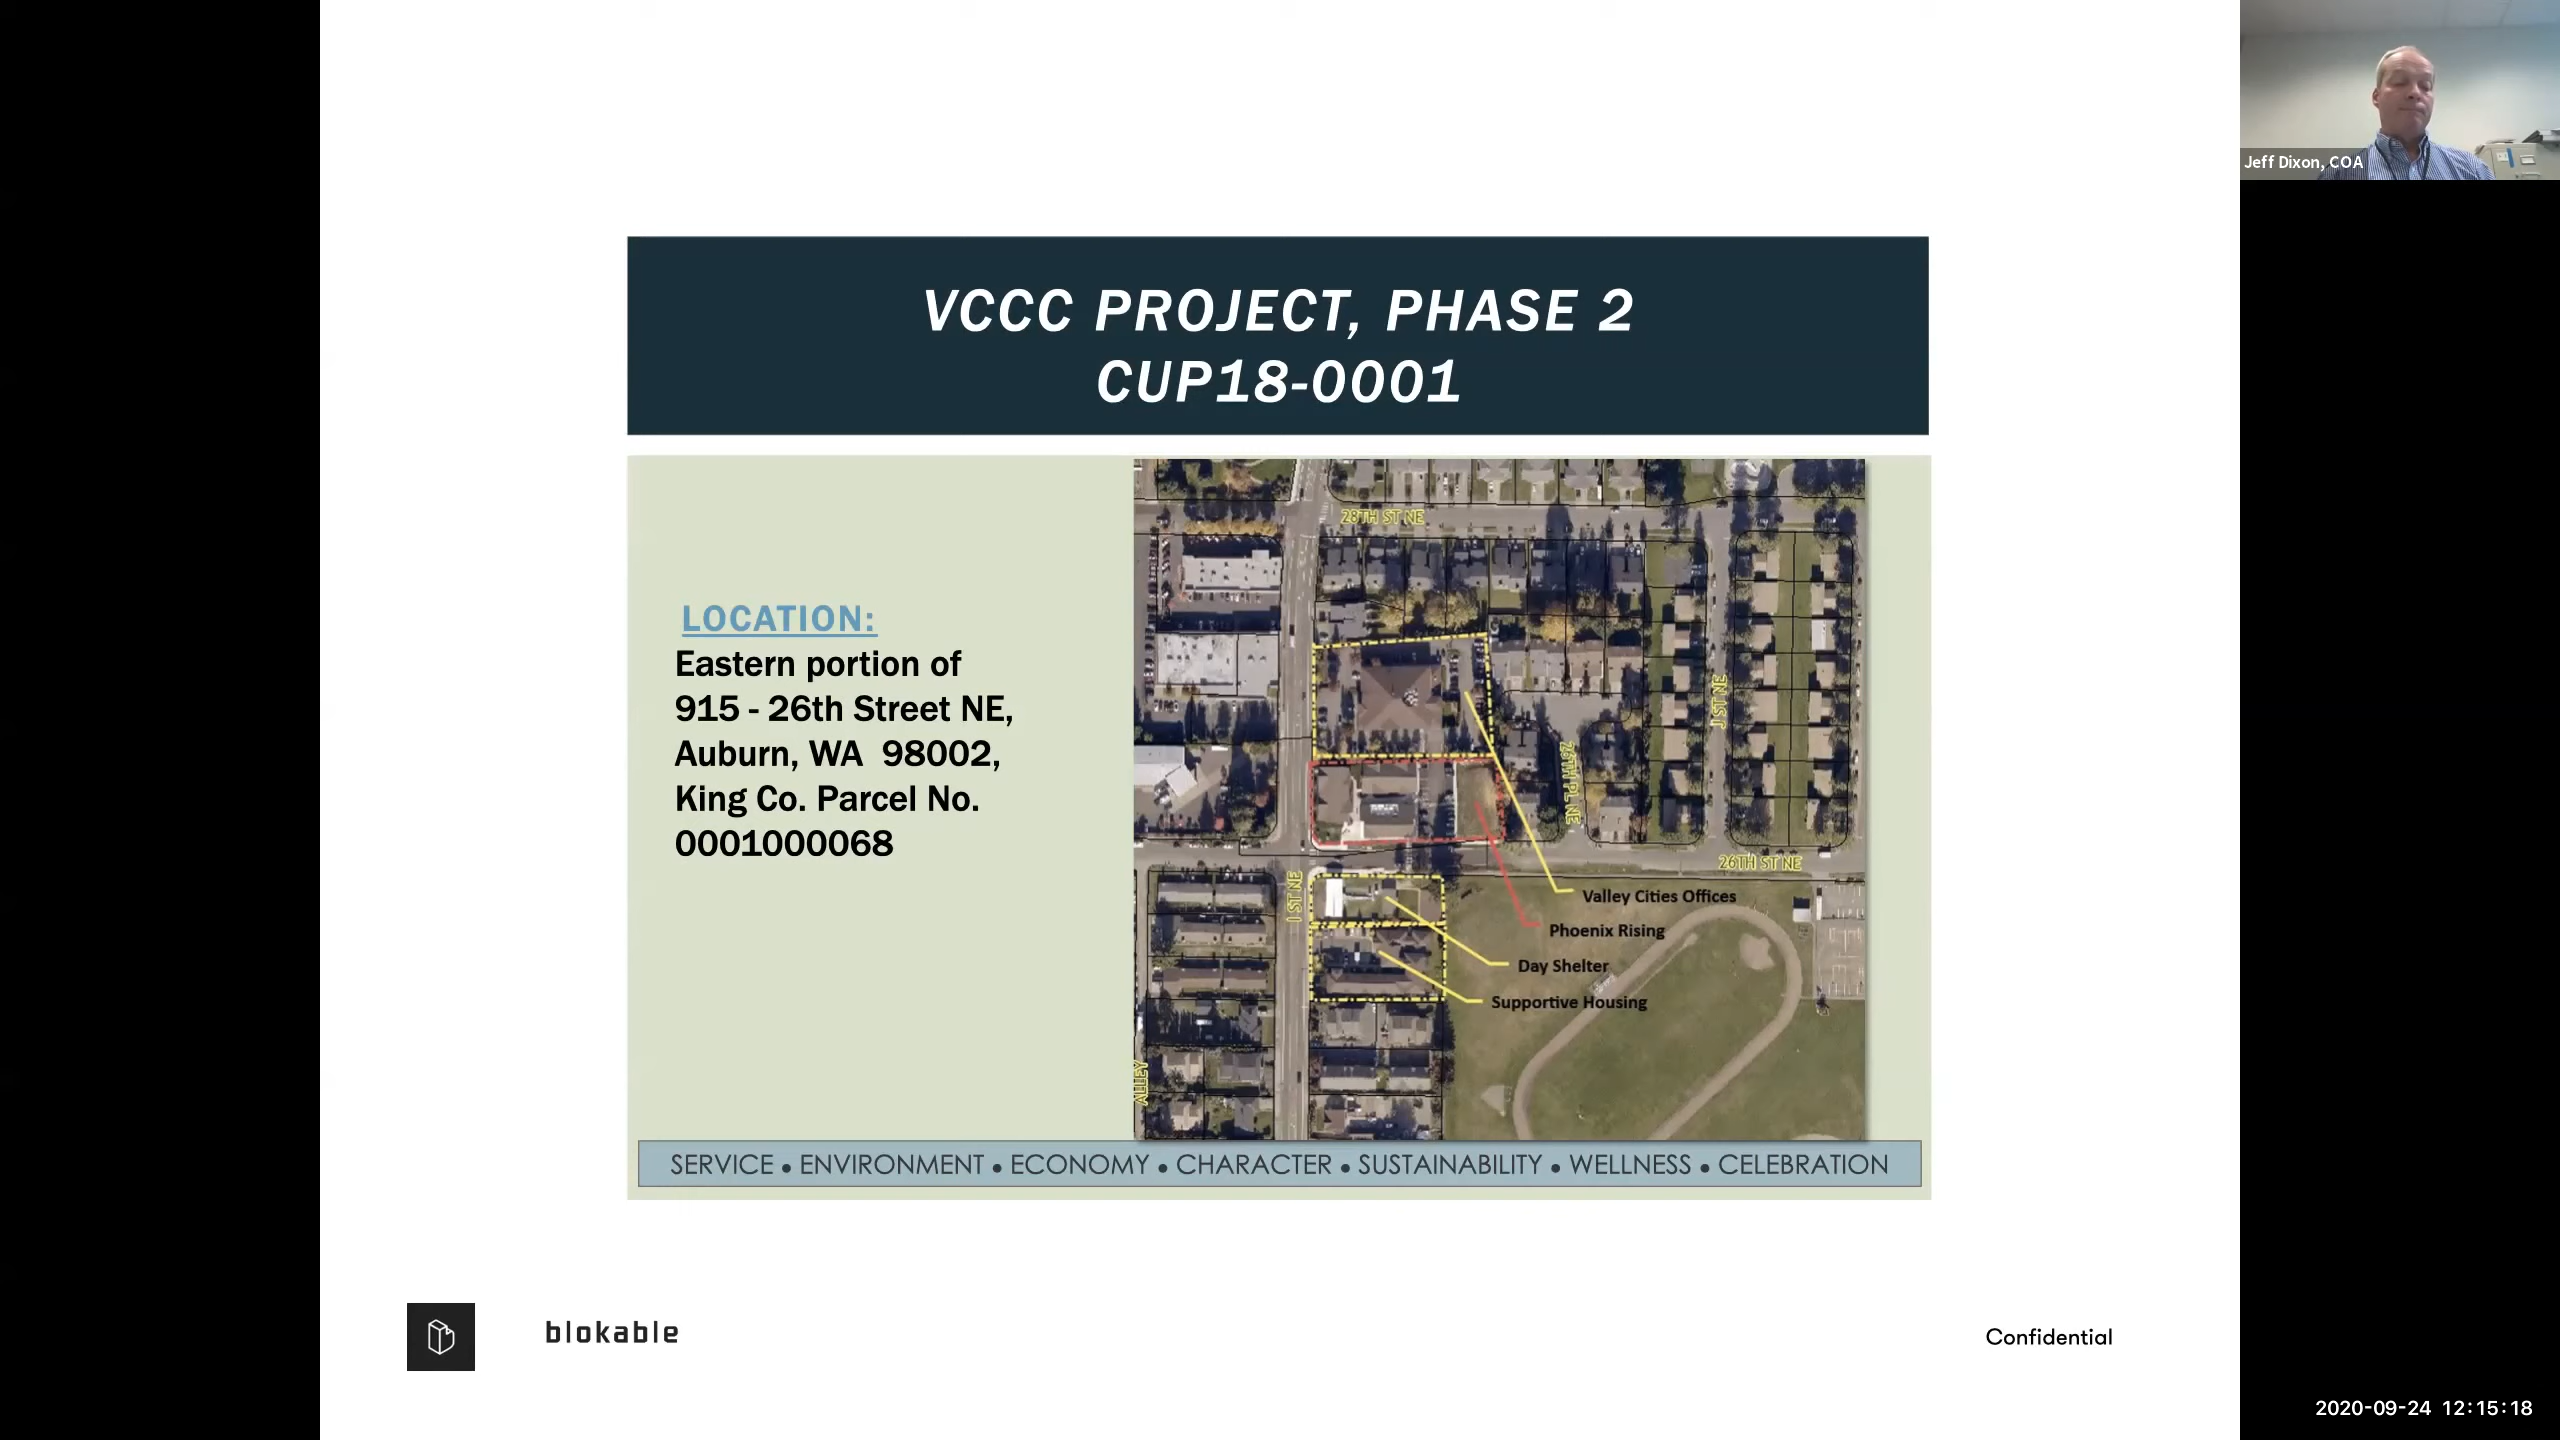 Jeff Dixon, COA
VCCC PROJECT, PHASE 2
CUP18-0001
LOCATION:
Eastern portion of
915 - 26th Street NE,
Auburn, WA 98002,
King Co. Parcel No.
0001000068
28TH ST NE
J ST NE
26TH PL NE
26TH ST NE
I ST NE
Valley Cities Offices
Phoenix Rising
Day Shelter
Supportive Housing
ALLEY
SERVICE • ENVIRONMENT • ECONOMY • CHARACTER • SUSTAINABILITY • WELLNESS • CELEBRATION
blokable
Confidential
2020-09-24 12:15:18